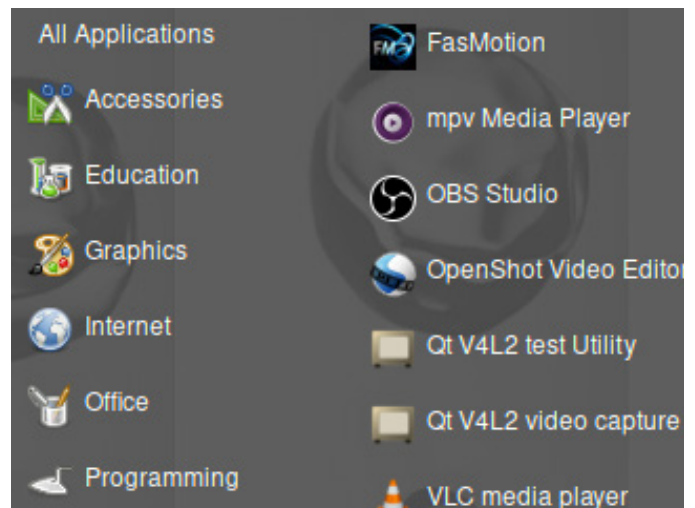 All Applications
Accessories
Education
Graphics
Internet
Office
Programming
FasMotion
mpv Media Player
OBS Studio
OpenShot Video Editor
Qt V4L2 test Utility
Qt V4L2 video capture
VLC media player